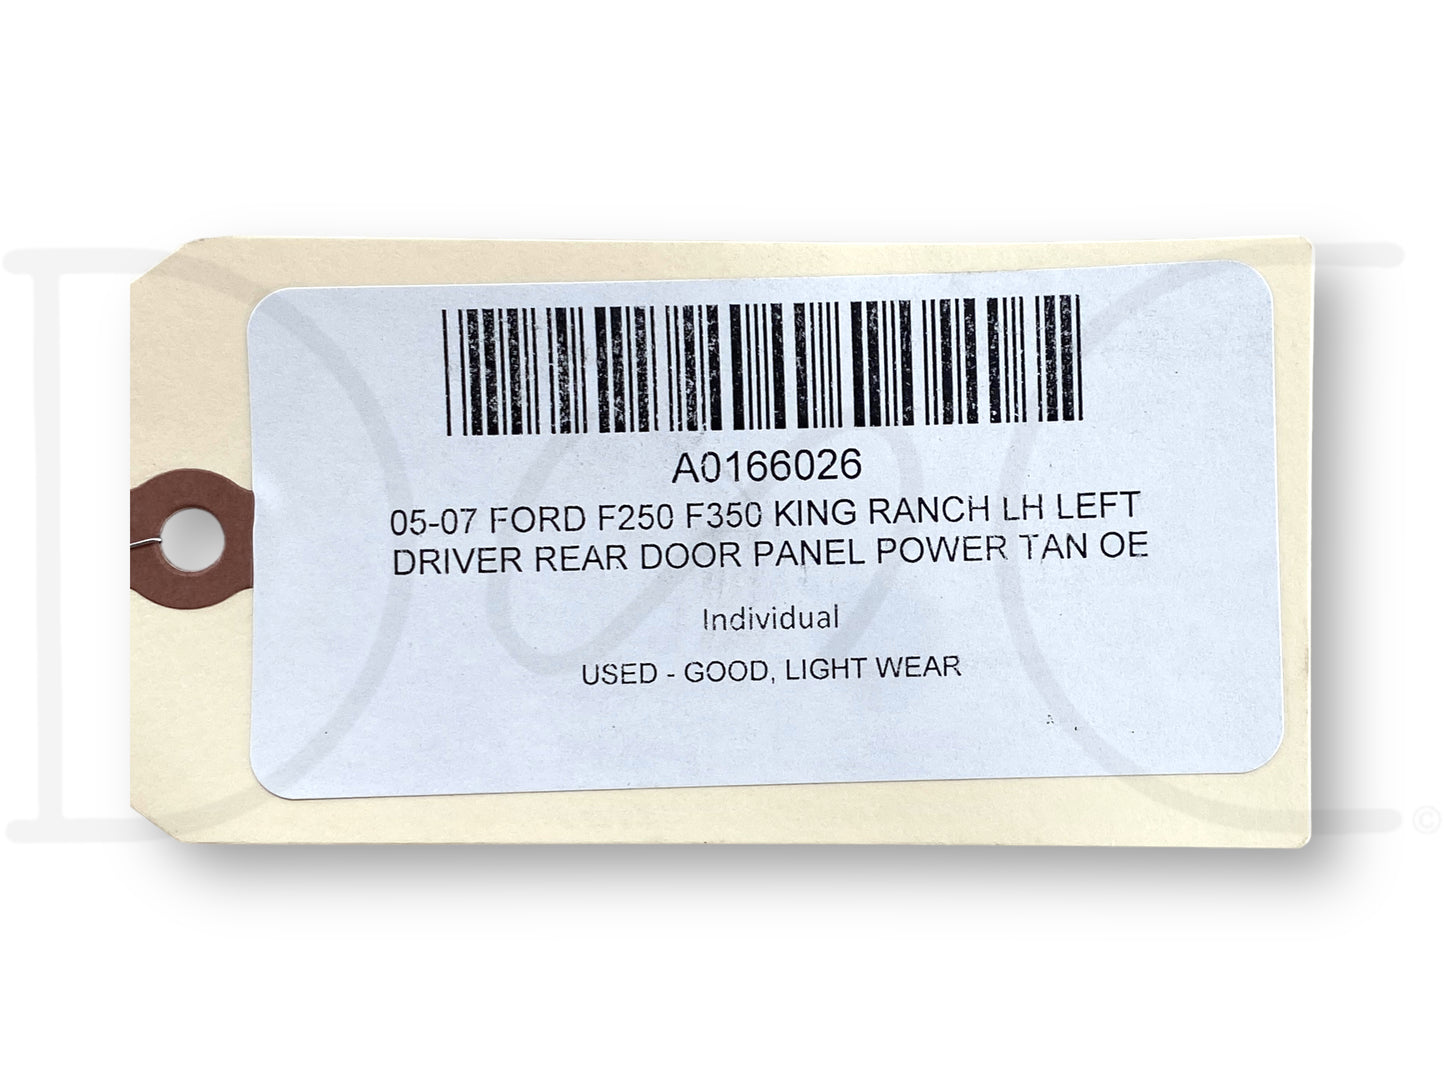 A0166026
05-07 FORD F250 F350 KING RANCH LH LEFT
DRIVER REAR DOOR PANEL POWER TAN OE
Individual
USED - GOOD, LIGHT WEAR
©